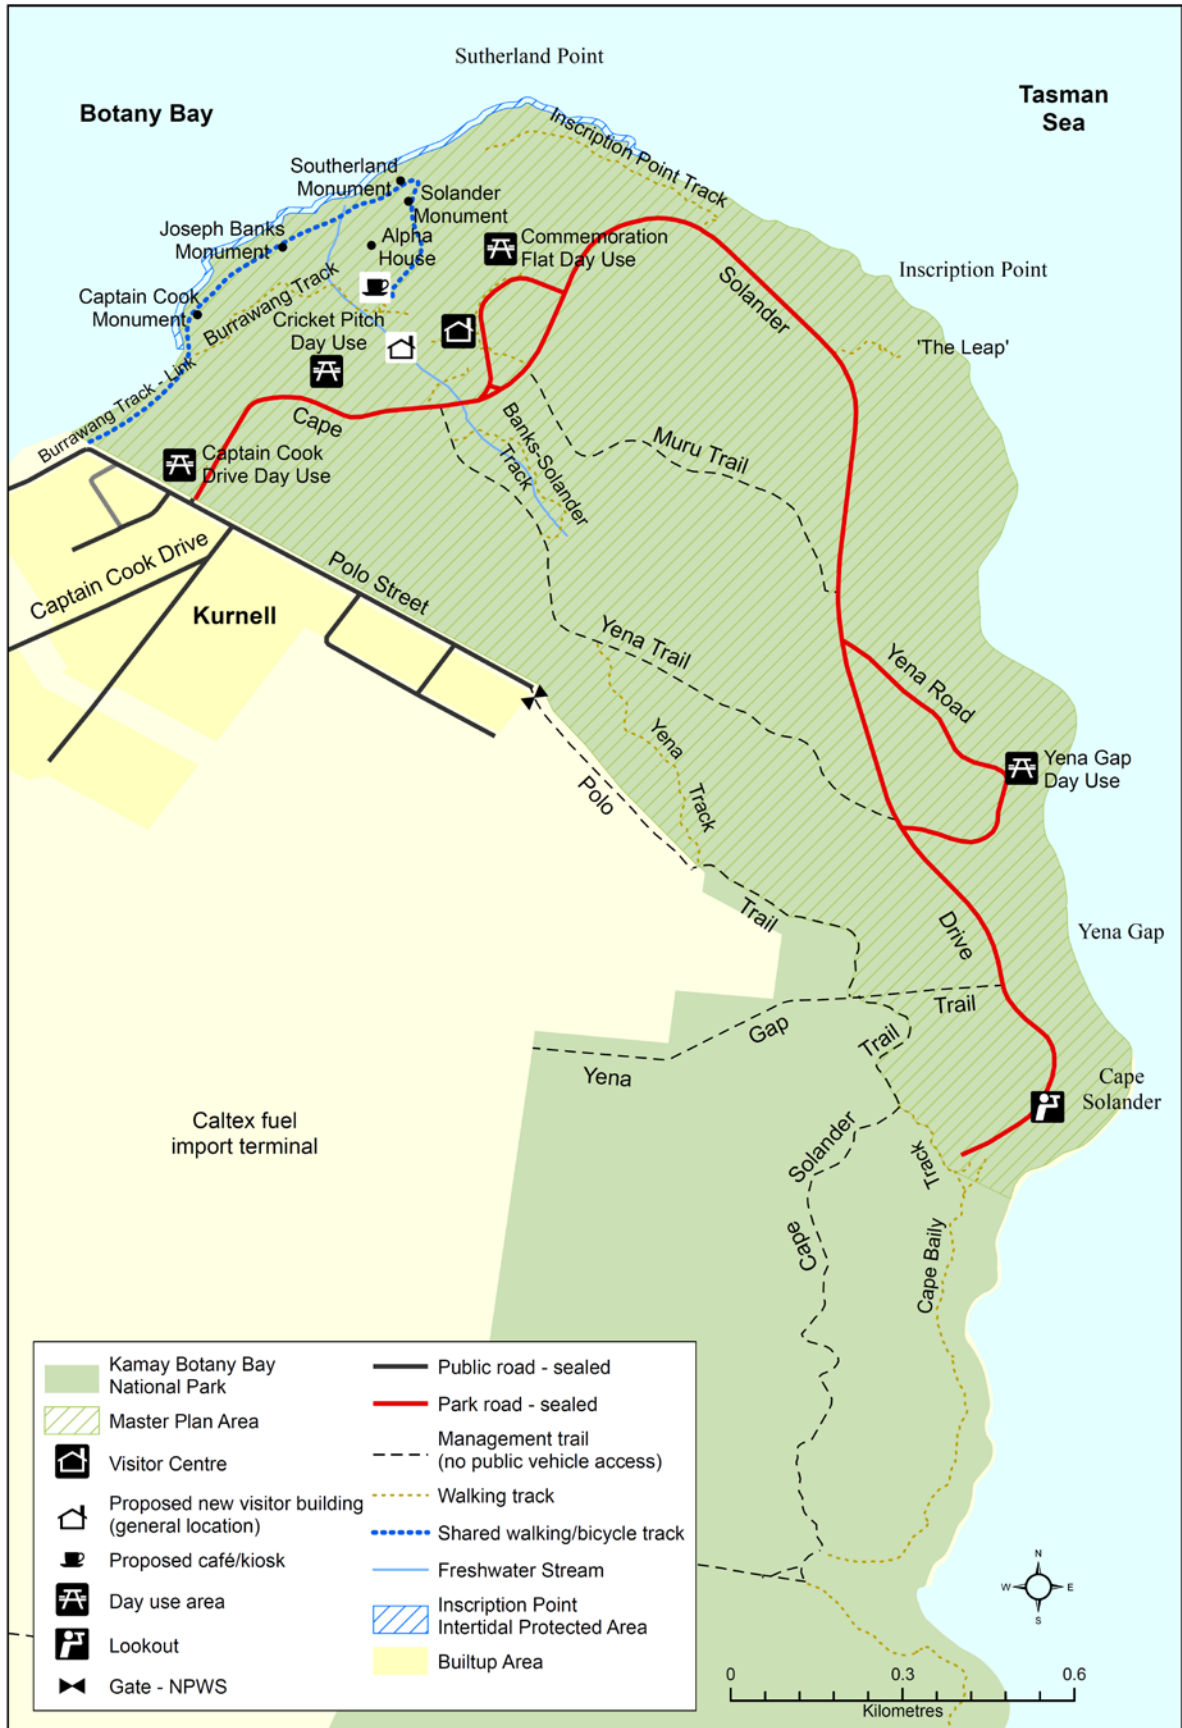 Sutherland Point
Botany Bay
Tasman
Sea
Inscription Point Track
Southerland
Monument
Solander
Monument
Joseph Banks
Monument
Alpha
House
Commemoration
Flat Day Use
Solander
Inscription Point
Captain Cook
Monument
Burrawang Track
Cricket Pitch
Day Use
'The Leap'
Burrawang Track - Link
Cape
Banks-Solander
Track
Muru Trail
Captain Cook
Drive Day Use
Captain Cook Drive
Polo Street
Kurnell
Yena Trail
Yena Road
Yena
Track
Yena Gap
Day Use
Polo
Trail
Drive
Yena Gap
Trail
Gap
Trail
Yena
Cape
Solander
Caltex fuel
import terminal
Solander
Track
Cape
Cape Baily
Kamay Botany Bay
National Park
Master Plan Area
Visitor Centre
Proposed new visitor building
(general location)
Proposed café/kiosk
Day use area
Lookout
Gate - NPWS
Public road - sealed
Park road - sealed
Management trail
(no public vehicle access)
Walking track
Shared walking/bicycle track
Freshwater Stream
Inscription Point
Intertidal Protected Area
Builtup Area
N
W
E
S
0
0.3
0.6
Kilometres